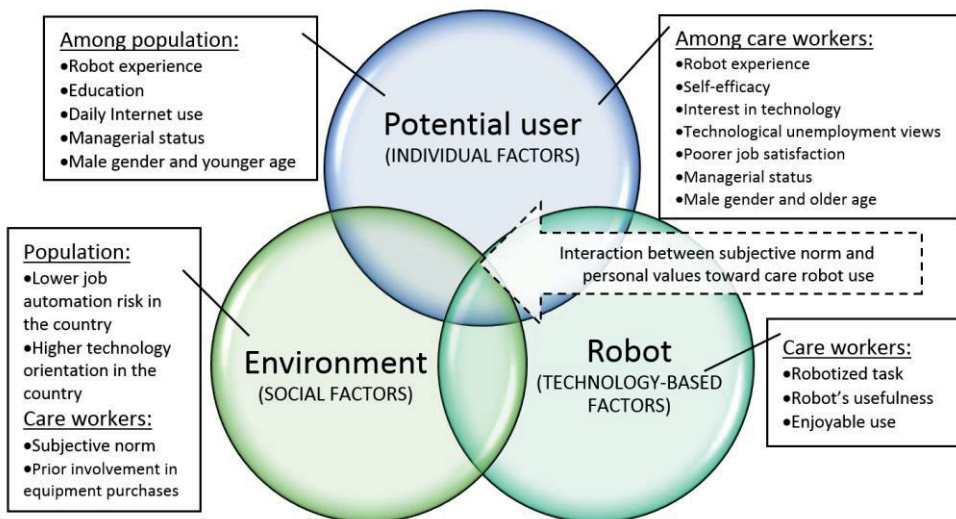 Among population:
•Robot experience
•Education
•Daily Internet use
•Managerial status
•Male gender and younger age
Potential user
(INDIVIDUAL FACTORS)
Among care workers:
•Robot experience
•Self-efficacy
•Interest in technology
•Technological unemployment views
•Poorer job satisfaction
•Managerial status
•Male gender and older age
Interaction between subjective norm and
personal values toward care robot use
Population:
•Lower job
automation risk in
the country
•Higher technology
orientation in the
country
Care workers:
•Subjective norm
•Prior involvement in
equipment purchases
Environment
(SOCIAL FACTORS)
Robot
(TECHNOLOGY-BASED
FACTORS)
Care workers:
•Robotized task
•Robot’s usefulness
•Enjoyable use